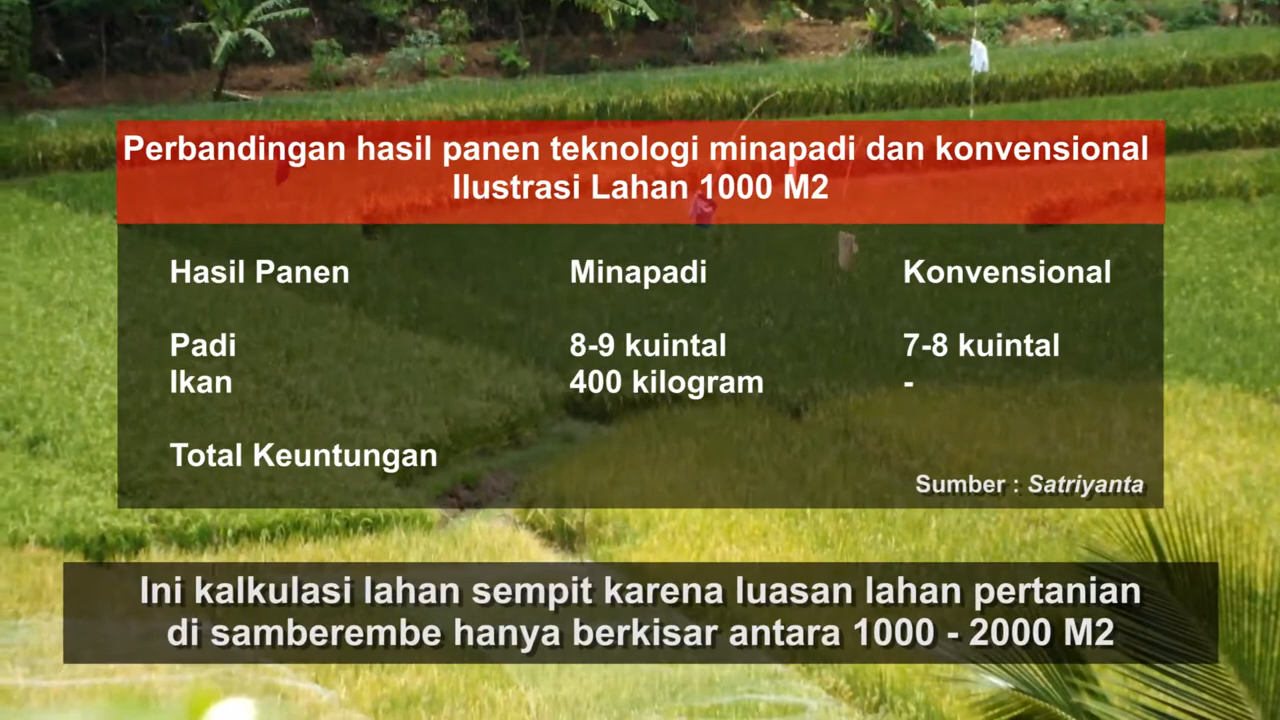 Perbandingan hasil panen teknologi minapadi dan konvensional
Ilustrasi Lahan 1000 M2
Hasil Panen Minapadi Konvensional
Padi 8-9 kuintal 7-8 kuintal
Ikan 400 kilogram -
Total Keuntungan
Sumber : Satriyanta
Ini kalkulasi lahan sempit karena luasan lahan pertanian
di samberembe hanya berkisar antara 1000 - 2000 M2